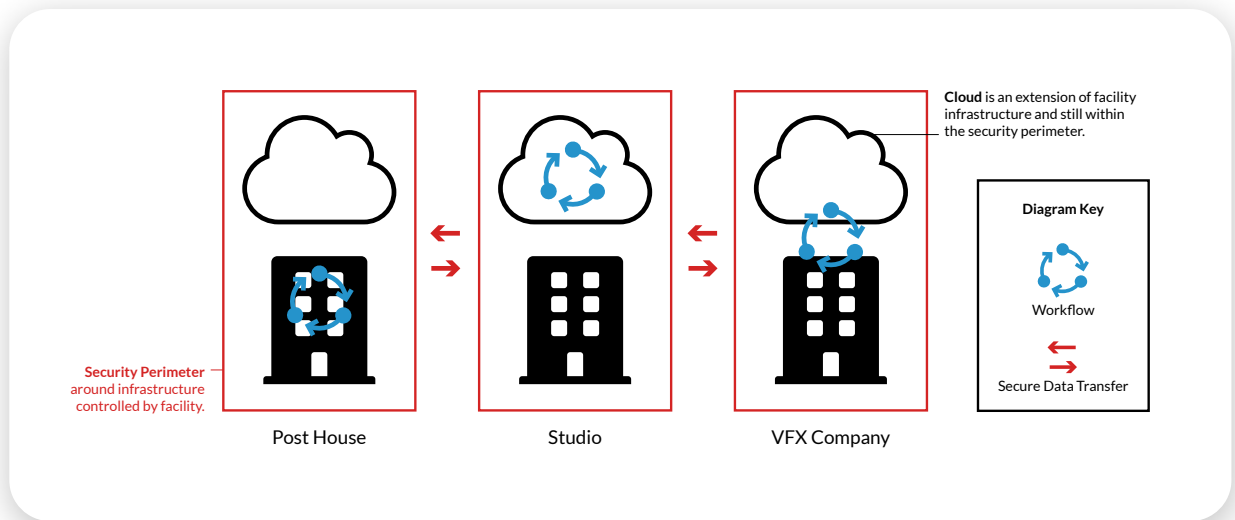 Cloud is an extension of facility
infrastructure and still within
the security perimeter.
Diagram Key
Workflow
Secure Data Transfer
Security Perimeter
around infrastructure
controlled by facility.
Post House
Studio
VFX Company